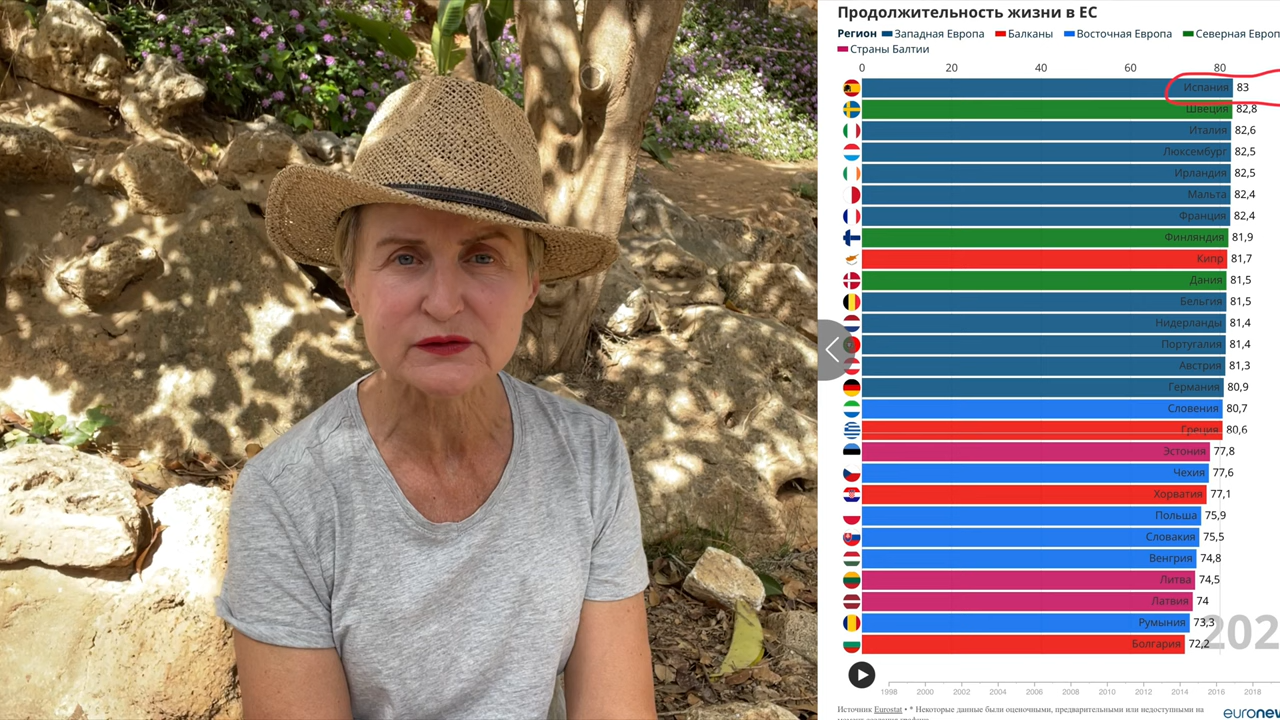 Продолжительность жизни в ЕС
Регион Западная Европа Балканы Восточная Европа Северная Европ
Страны Балтии
0 20 40 60 80
Испания 83
Швеция 82,8
Италия 82,6
Люксембург 82,5
Ирландия 82,5
Мальта 82,4
Франция 82,4
Финляндия 81,9
Кипр 81,7
Дания 81,5
Бельгия 81,5
Нидерланды 81,4
Португалия 81,4
Австрия 81,3
Германия 80,9
Словения 80,7
Греция 80,6
Эстония 77,8
Чехия 77,6
Хорватия 77,1
Польша 75,9
Словакия 75,5
Венгрия 74,8
Литва 74,5
Латвия 74
Румыния 73,3
Болгария 72,2
202
1998 2000 2002 2004 2006 2008 2010 2012 2014 2016 2018
Источник Eurostat • * Некоторые данные были оценочными, предварительными или недоступными на
euronew